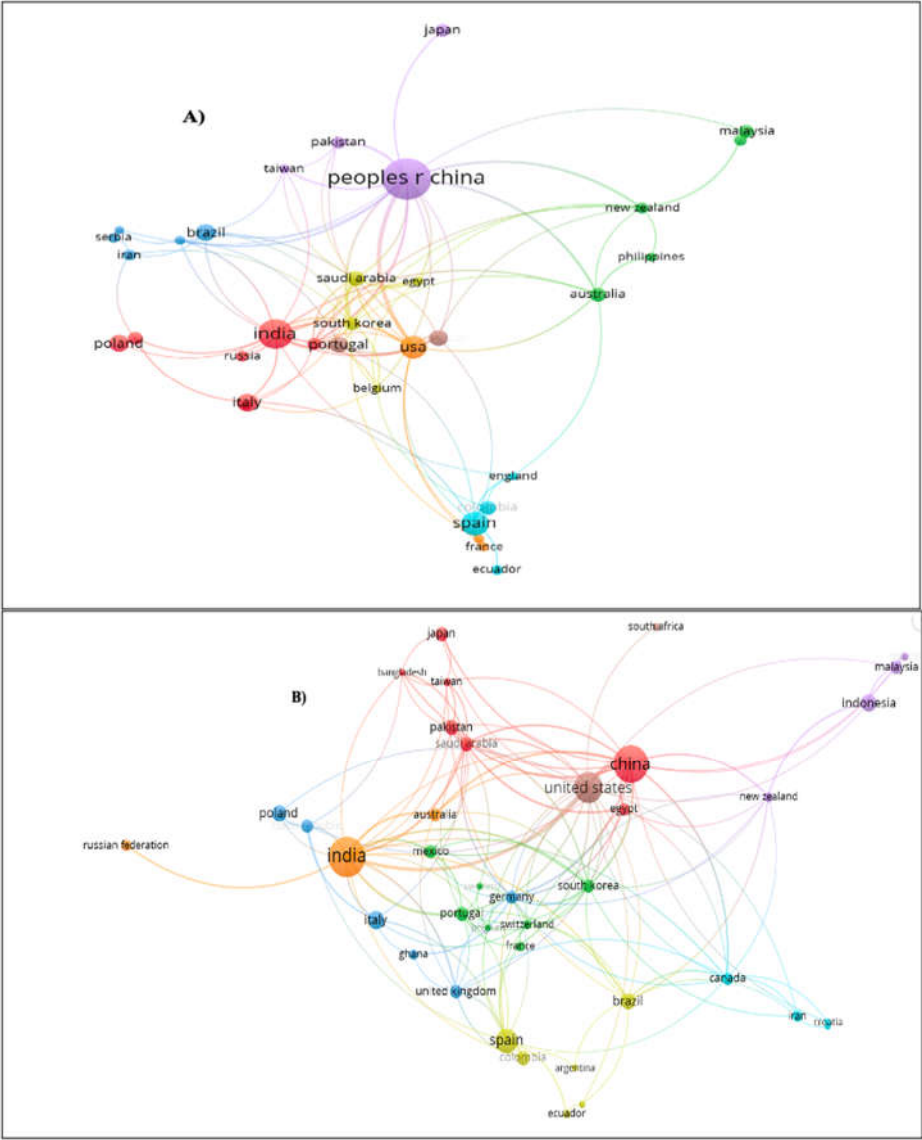 japan
A)
malaysia
pakistan
taiwan
peoples r china
new zealand
brazil
serbia
iran
philippines
saudi arabia
egypt
australia
south korea
india
poland
portugal
usa
russia
belgium
italy
england
colombia
spain
france
ecuador
south africa
japan
malaysia
bangladesh
taiwan
B)
indonesia
pakistan
saudi arabia
china
united states
new zealand
egypt
poland
australia
russian federation
mexico
india
south korea
germany
portugal
italy
switzerland
france
ghana
canada
united kingdom
brazil
iran
croatia
spain
colombia
argentina
ecuador